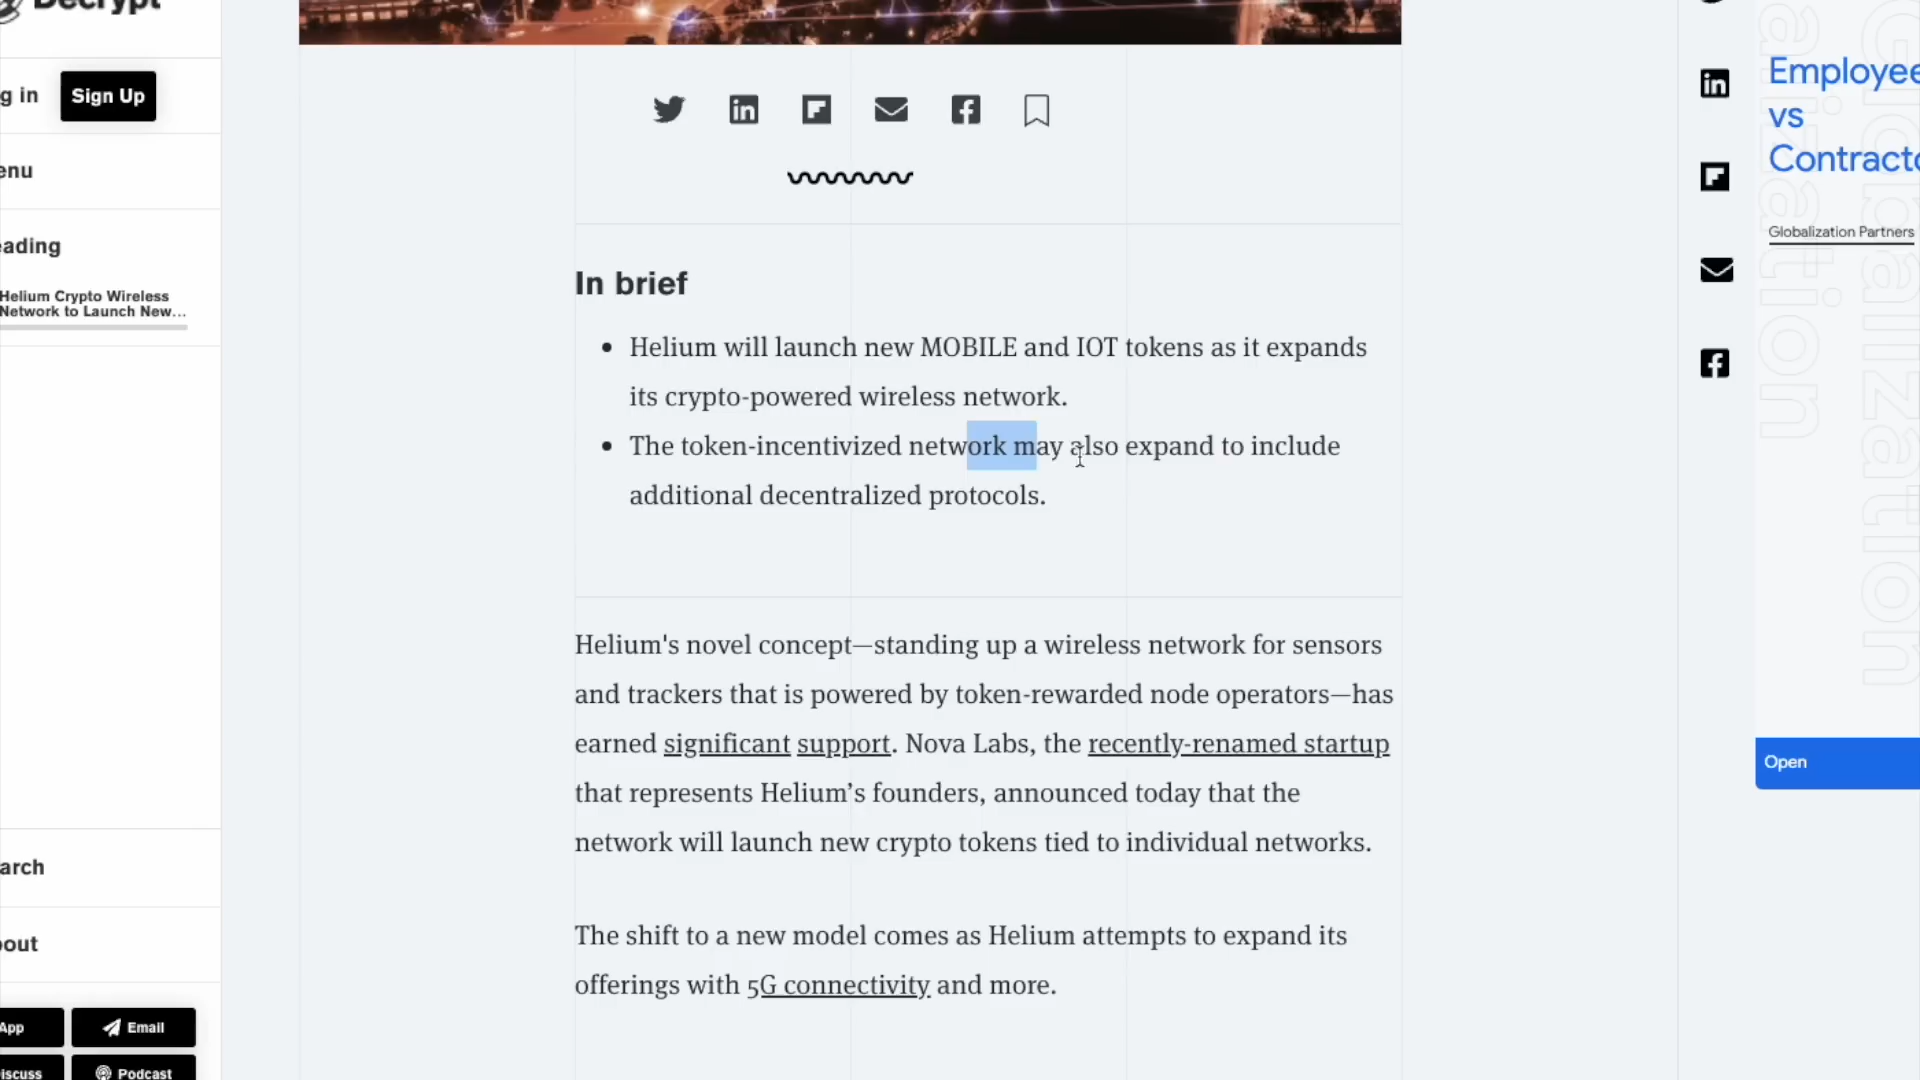 Decrypt
g in
Sign Up
enu
eading
Helium Crypto Wireless
Network to Launch New...
arch
bout
App
Email
iscuss
Podcast
In brief
Helium will launch new MOBILE and IOT tokens as it expands
its crypto-powered wireless network.
The token-incentivized network may also expand to include
additional decentralized protocols.
Helium's novel concept—standing up a wireless network for sensors
and trackers that is powered by token-rewarded node operators—has
earned significant support. Nova Labs, the recently-renamed startup
that represents Helium’s founders, announced today that the
network will launch new crypto tokens tied to individual networks.
The shift to a new model comes as Helium attempts to expand its
offerings with 5G connectivity and more.
Employee
vs
Contracto
Globalization Partners
Globalization
alization
Open